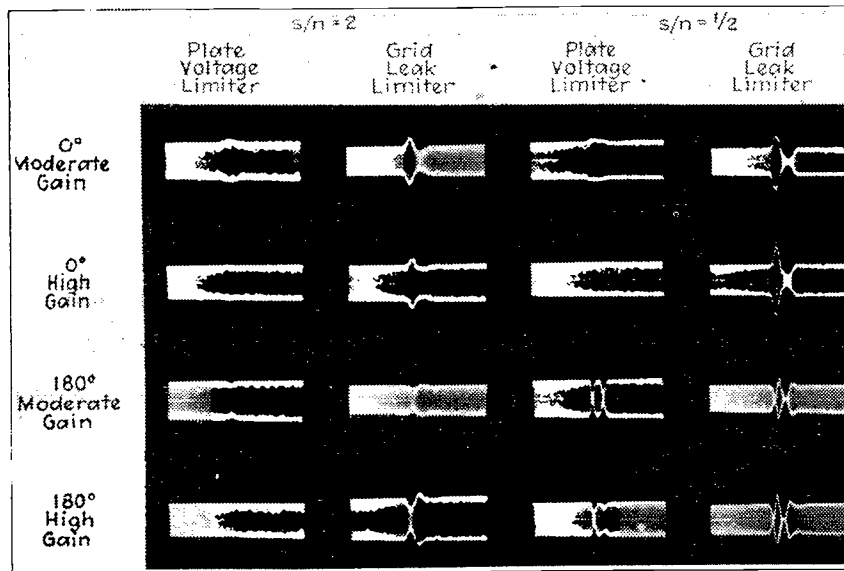 s/n = 2
s/n = 1/2
Plate
Voltage
Limiter
Grid
Leak
Limiter
Plate
Voltage
Limiter
Grid
Leak
Limiter
0°
Moderate
Gain
0°
High
Gain
180°
Moderate
Gain
180°
High
Gain